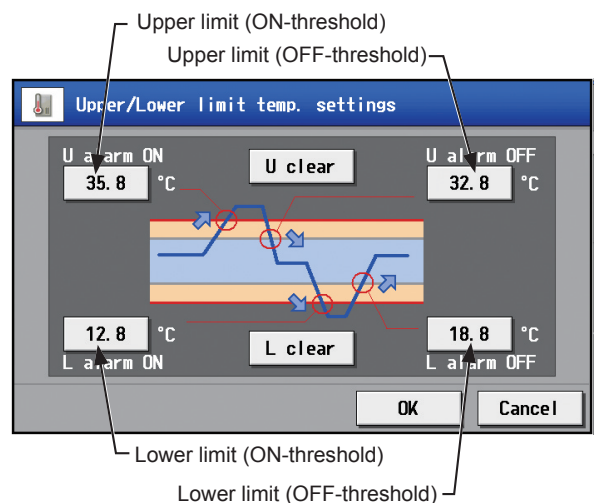 Upper limit (ON-threshold)
Upper limit (OFF-threshold)
Upper/Lower limit temp. settings
U alarm ON
U clear
U alarm OFF
35.8 °C
32.8 °C
12.8 °C
L clear
18.8 °C
L alarm ON
L alarm OFF
OK
Cancel
Lower limit (ON-threshold)
Lower limit (OFF-threshold)